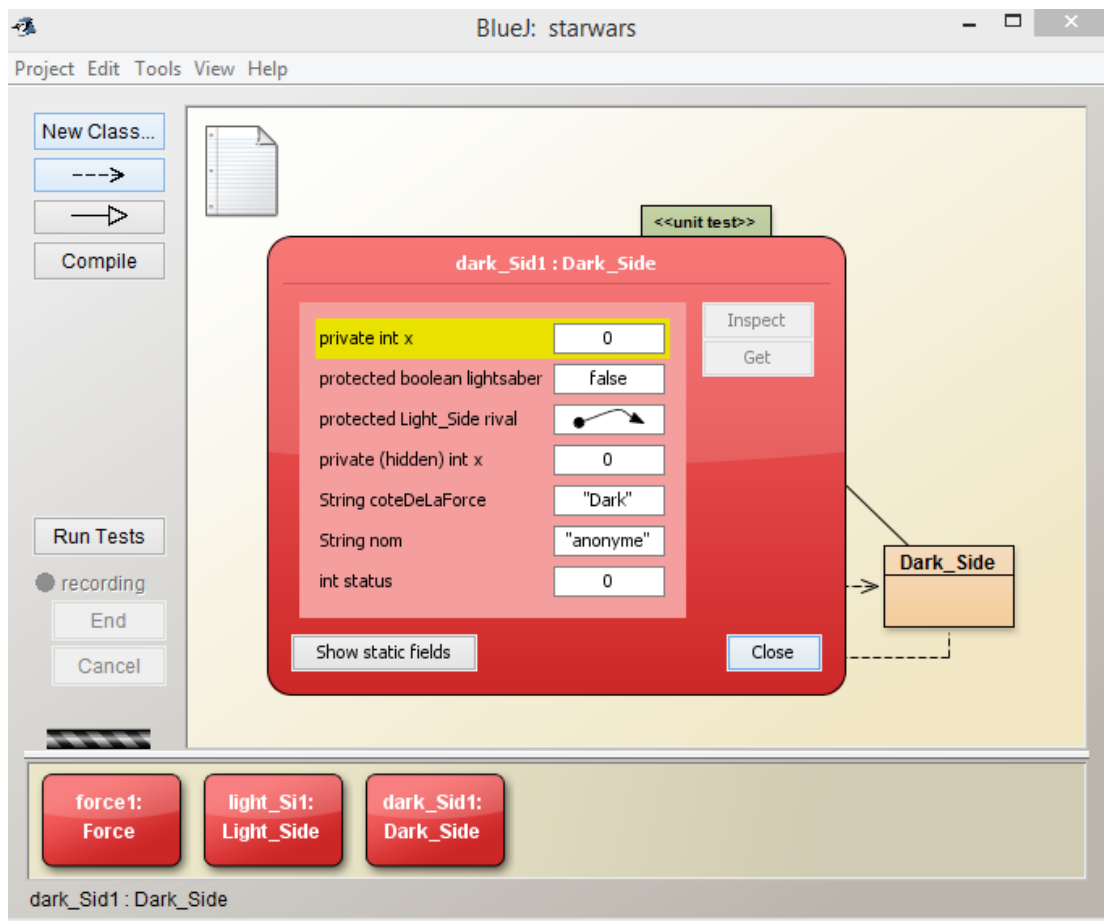 BlueJ: starwars
Project Edit Tools View Help
New Class...
Compile
<<unit test>>
dark_Sid1 : Dark_Side
private int x 0
protected boolean lightsaber false
protected Light_Side rival
private (hidden) int x 0
String coteDeLaForce "Dark"
String nom "anonyme"
int status 0
Inspect
Get
Show static fields
Close
Dark_Side
Run Tests
recording
End
Cancel
force1:
Force
light_Si1:
Light_Side
dark_Sid1:
Dark_Side
dark_Sid1 : Dark_Side